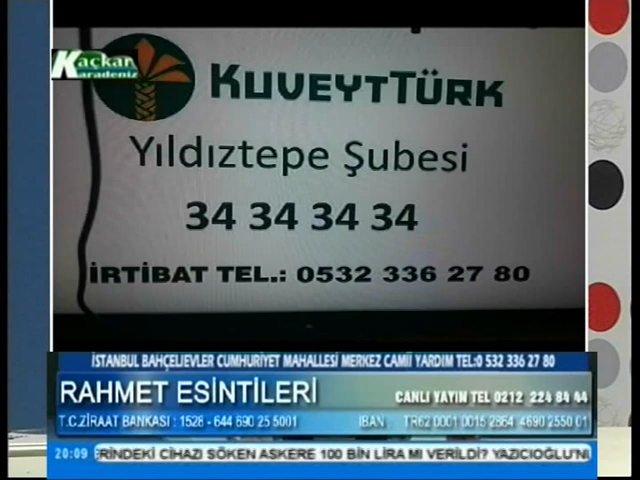 Kaçkar
Karadeniz
KUVEYTTÜRK
Yıldıztepe Şubesi
34 34 34 34
İRTİBAT TEL.: 0532 336 27 80
İSTANBUL BAHÇELİEVLER CUMHURİYET MAHALLESİ MERKEZ CAMİİ YARDIM TEL:0 532 336 27 80
RAHMET ESİNTİLERİ
CANLI YAYIN TEL 0212 224 84 44
T.C.ZİRAAT BANKASI : 1528 - 644 690 25 5001
IBAN TR62 0001 0015 2864 4690 2550 01
20:09
ERİNDEKİ CİHAZI SÖKEN ASKERE 100 BİN LİRA MI VERİLDİ? YAZICIOĞLU'NU